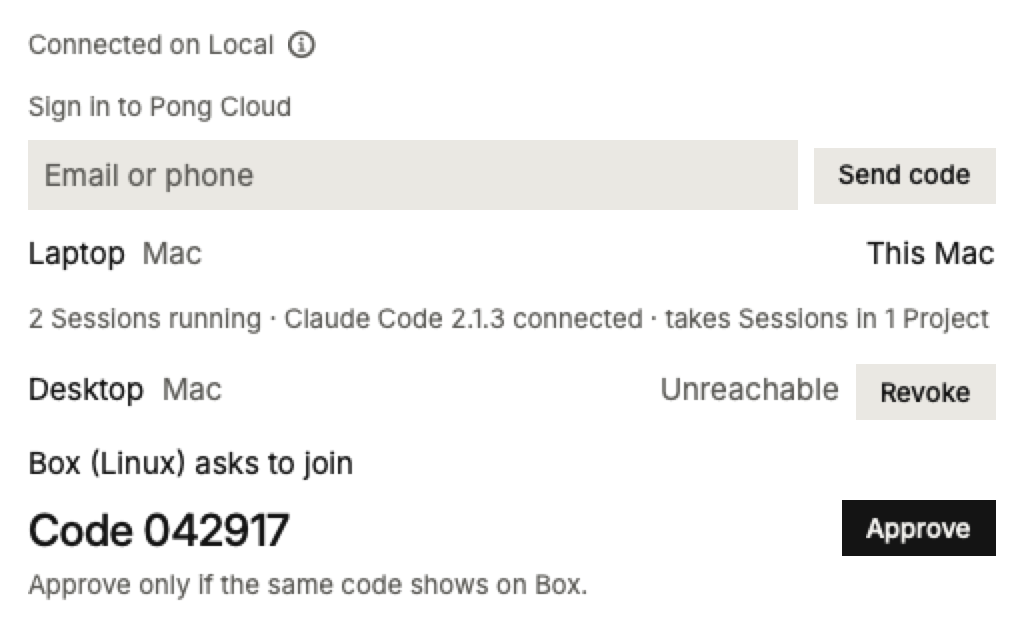 Connected on Local
Sign in to Pong Cloud
Email or phone
Send code
Laptop Mac
This Mac
2 Sessions running · Claude Code 2.1.3 connected · takes Sessions in 1 Project
Desktop Mac
Unreachable
Revoke
Box (Linux) asks to join
Code 042917
Approve
Approve only if the same code shows on Box.